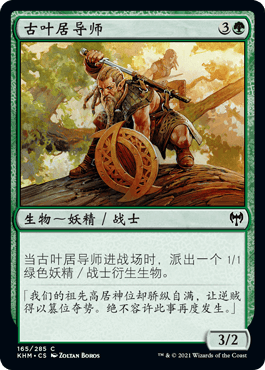 古叶居导师 3
生物～妖精／战士
当古叶居导师进战场时，派出一个 1/1
绿色妖精／战士衍生生物。
「我们的祖先高居神位却骄纵自满，让逆贼
得以篡位夺势。绝不容许此事再度发生。」
3/2
165/285 C
KHM • CS ZOLTAN BOROS
™ & © 2021 Wizards of the Coast